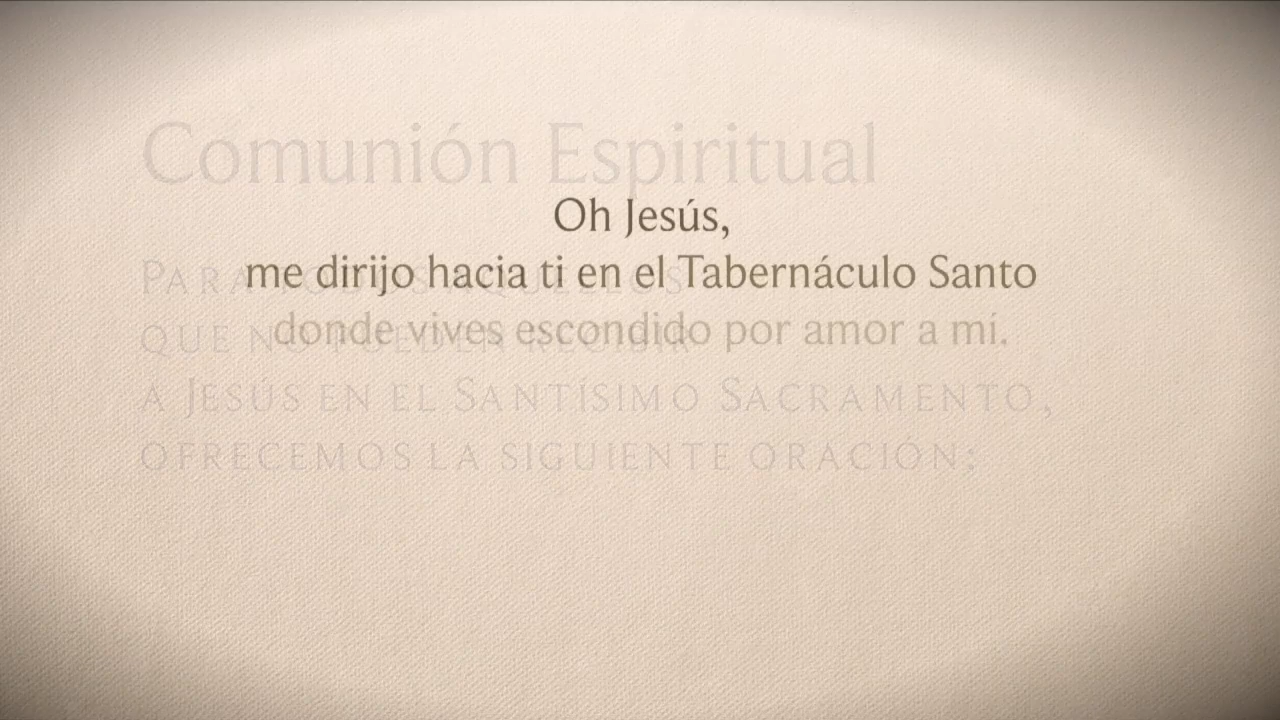 Comunión Espiritual
Oh Jesús,
me dirijo hacia ti en el Tabernáculo Santo
donde vives escondido por amor a mí.
PARA TODOS AQUELLOS
QUE NO PUEDEN RECIBIR
A JESÚS EN EL SANTÍSIMO SACRAMENTO,
OFRECEMOS LA SIGUIENTE ORACIÓN: